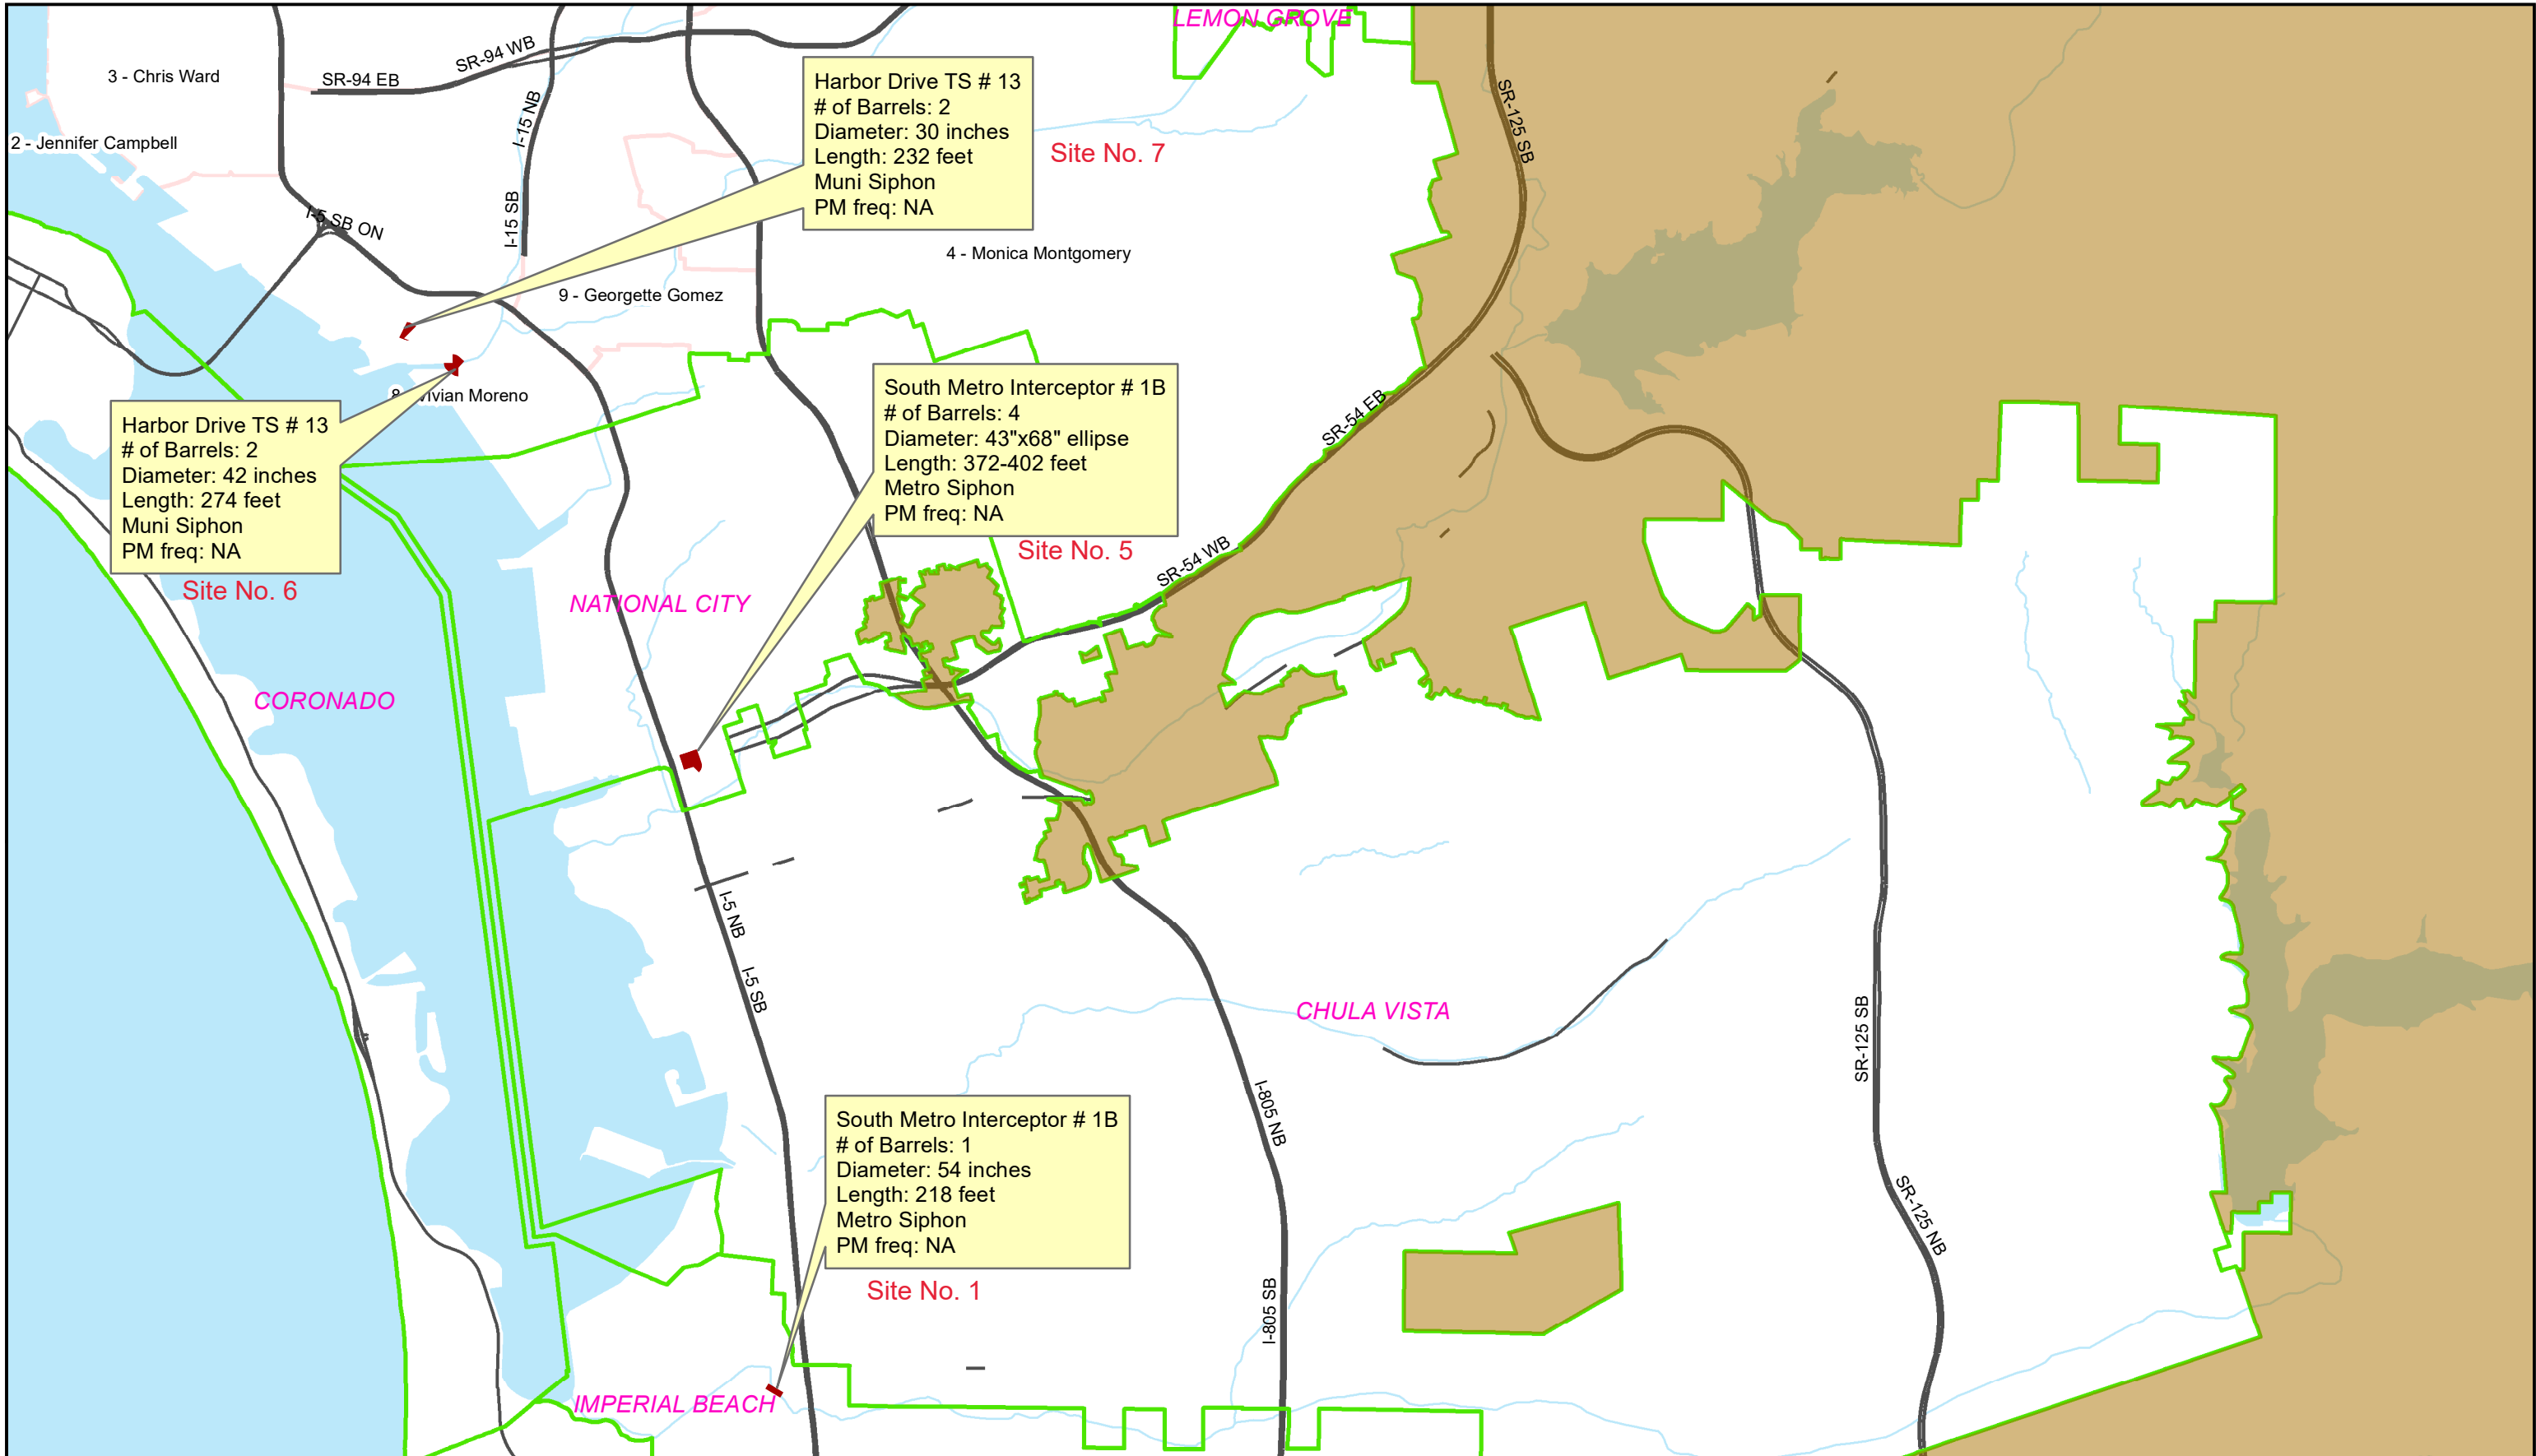 LEMON GROVE
3 - Chris Ward
SR-94 EB
SR-94 WB
2 - Jennifer Campbell
I-15 NB
I-15 SB
I-5 SB ON
Harbor Drive TS # 13
# of Barrels: 2
Diameter: 30 inches
Length: 232 feet
Muni Siphon
PM freq: NA
Site No. 7
SR-125 SB
4 - Monica Montgomery
9 - Georgette Gomez
8
Vivian Moreno
Harbor Drive TS # 13
# of Barrels: 2
Diameter: 42 inches
Length: 274 feet
Muni Siphon
PM freq: NA
Site No. 6
South Metro Interceptor # 1B
# of Barrels: 4
Diameter: 43"x68" ellipse
Length: 372-402 feet
Metro Siphon
PM freq: NA
Site No. 5
SR-54 EB
SR-54 WB
NATIONAL CITY
CORONADO
I-5 NB
I-5 SB
CHULA VISTA
SR-125 SB
I-805 NB
South Metro Interceptor # 1B
# of Barrels: 1
Diameter: 54 inches
Length: 218 feet
Metro Siphon
PM freq: NA
Site No. 1
SR-125 NB
I-805 SB
IMPERIAL BEACH